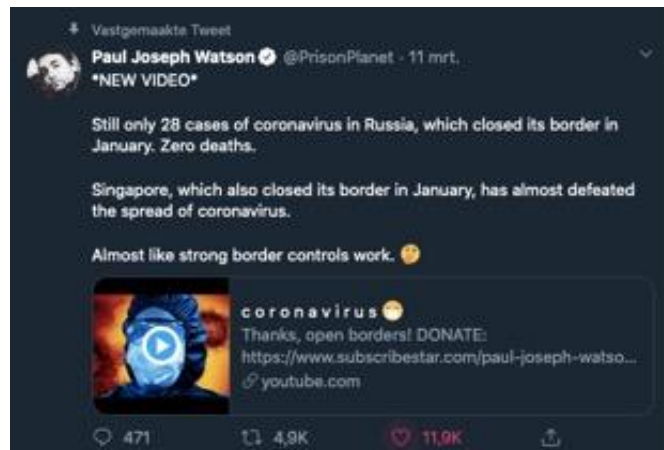 Vastgemaakte Tweet
Paul Joseph Watson @PrisonPlanet · 11 mrt.
*NEW VIDEO*
Still only 28 cases of coronavirus in Russia, which closed its border in
January. Zero deaths.
Singapore, which also closed its border in January, has almost defeated
the spread of coronavirus.
Almost like strong border controls work. 🤔
c o r o n a v i r u s 😷
Thanks, open borders! DONATE:
https://www.subscribestar.com/paul-joseph-watso...
youtube.com
471 4,9K 11,9K